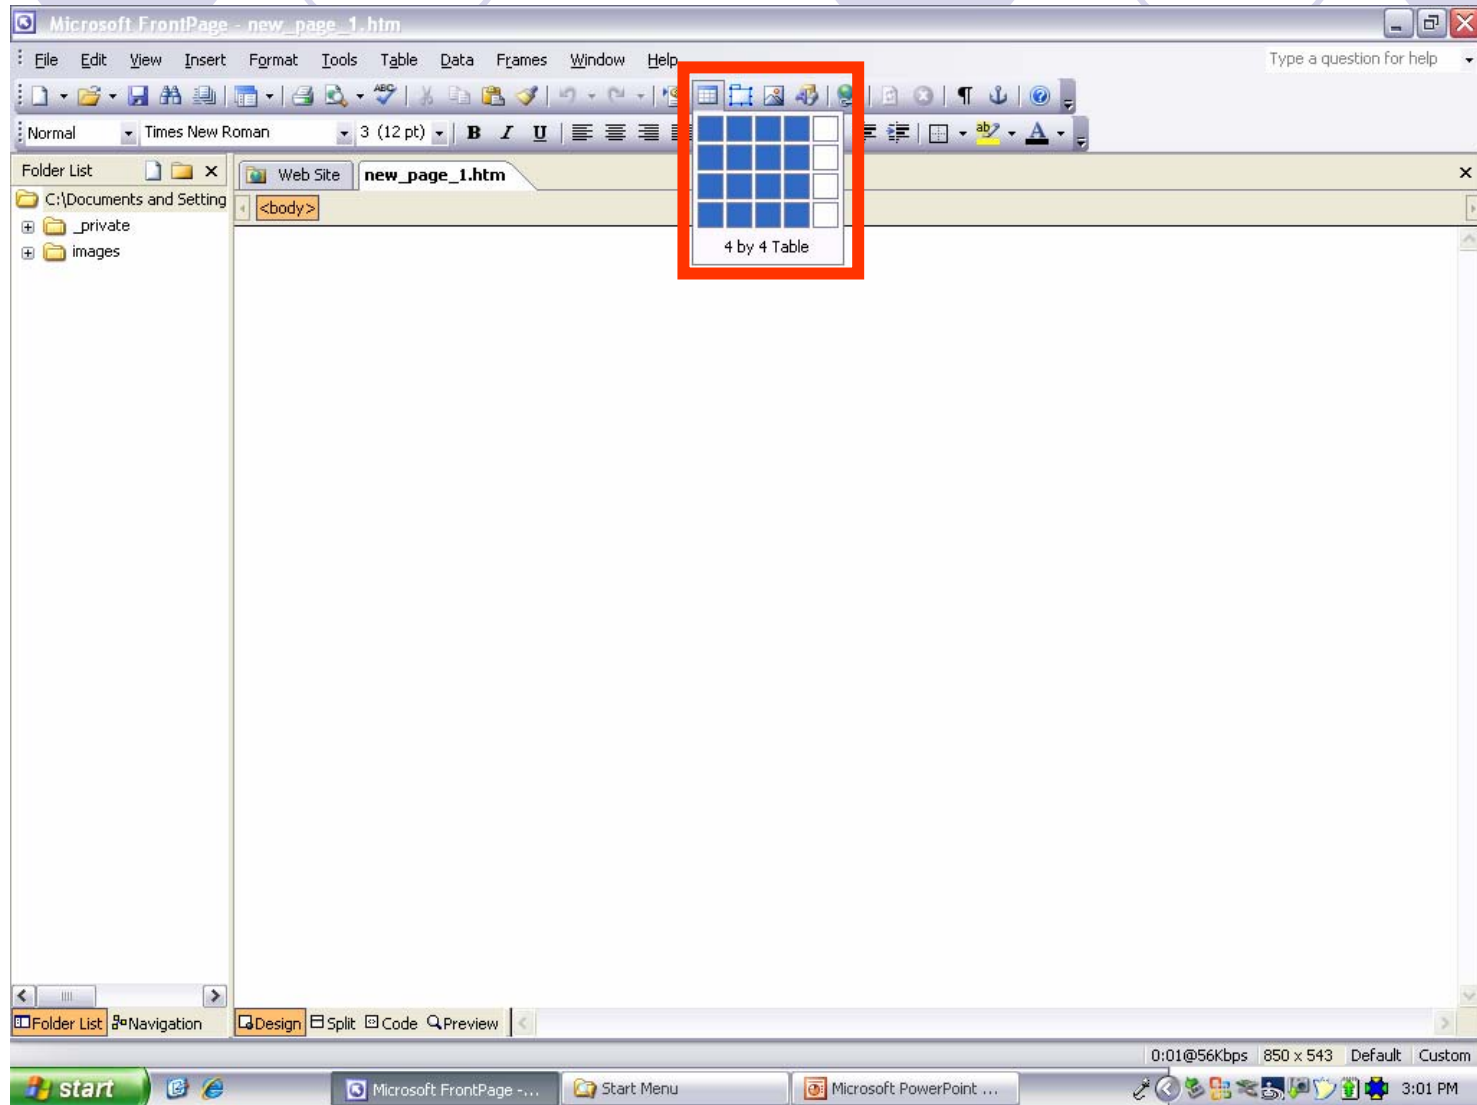 Microsoft FrontPage - new_page_1.htm
File Edit View Insert Format Tools Table Data Frames Window Help
Type a question for help
Normal Times New Roman 3 (12 pt) B I U ab A
Folder List
Web Site new_page_1.htm
C:\Documents and Setting
<body>
_private
images
4 by 4 Table
Folder List Navigation
Design Split Code Preview
0:01@56Kbps 850 x 543 Default Custom
start
Microsoft FrontPage -... Start Menu Microsoft PowerPoint ... 3:01 PM